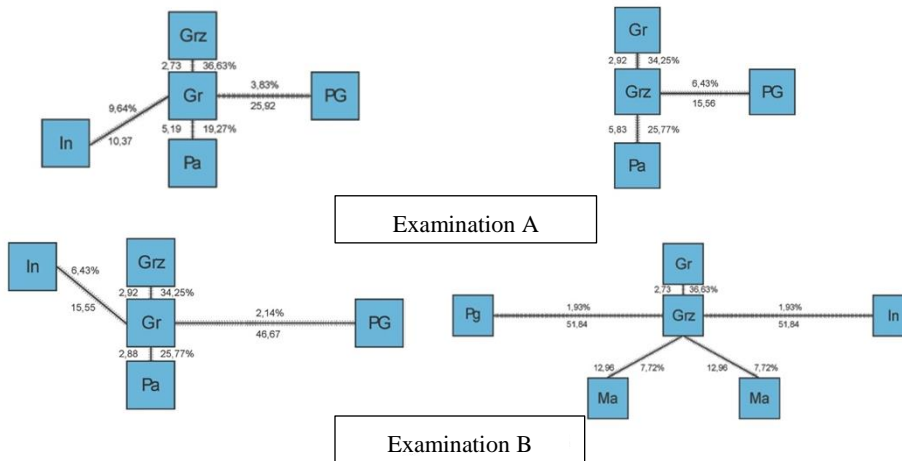 Grz
2,73 36,63%
Gr
3,83%
25,92
PG
9,64%
10,37
In
5,19 19,27%
Pa
Gr
2,92 34,25%
Grz
6,43%
15,56
PG
5,83 25,77%
Pa
Examination A
In
6,43%
15,55
Grz
2,92 34,25%
Gr
2,14%
46,67
PG
2,88 25,77%
Pa
Gr
2,73 36,63%
Pg
1,93%
51,84
Grz
1,93%
51,84
In
12,96 7,72%
12,96 7,72%
Ma
Ma
Examination B